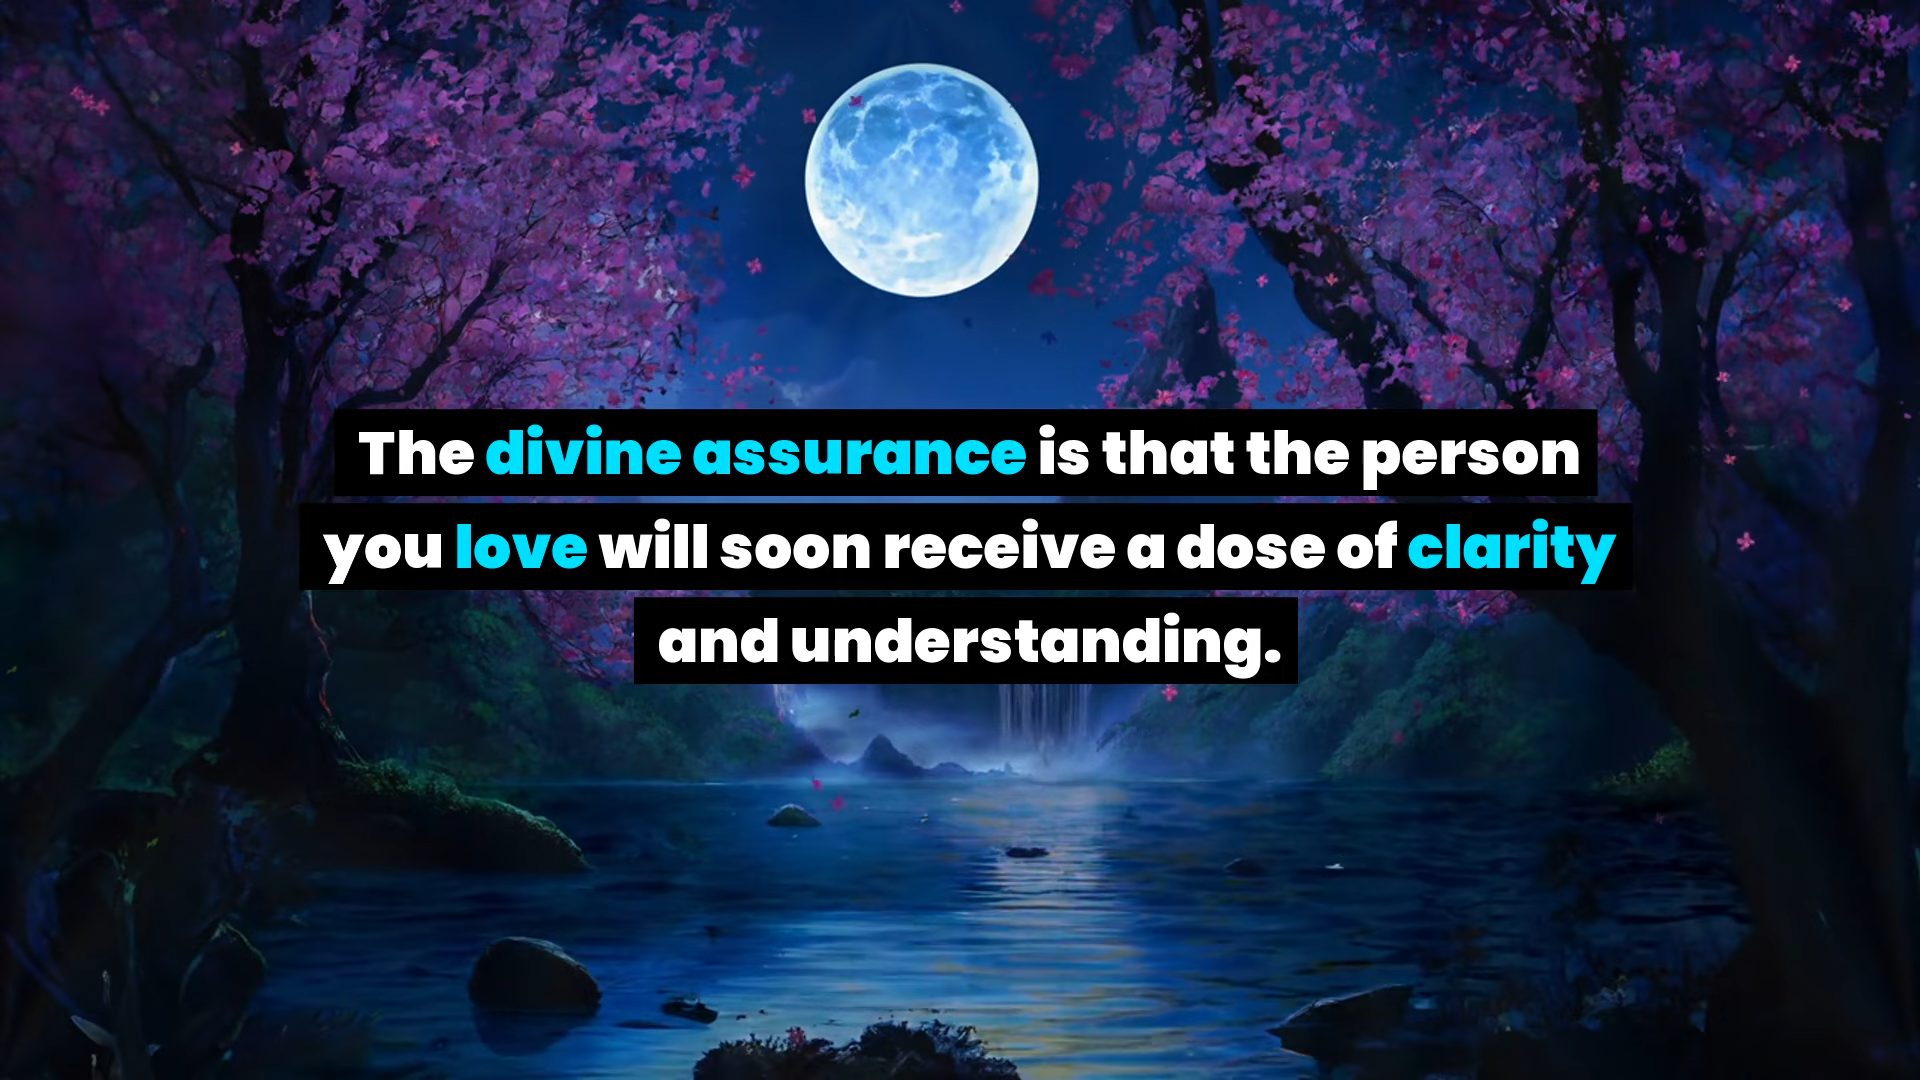 The divine assurance is that the person
you love will soon receive a dose of clarity
and understanding.